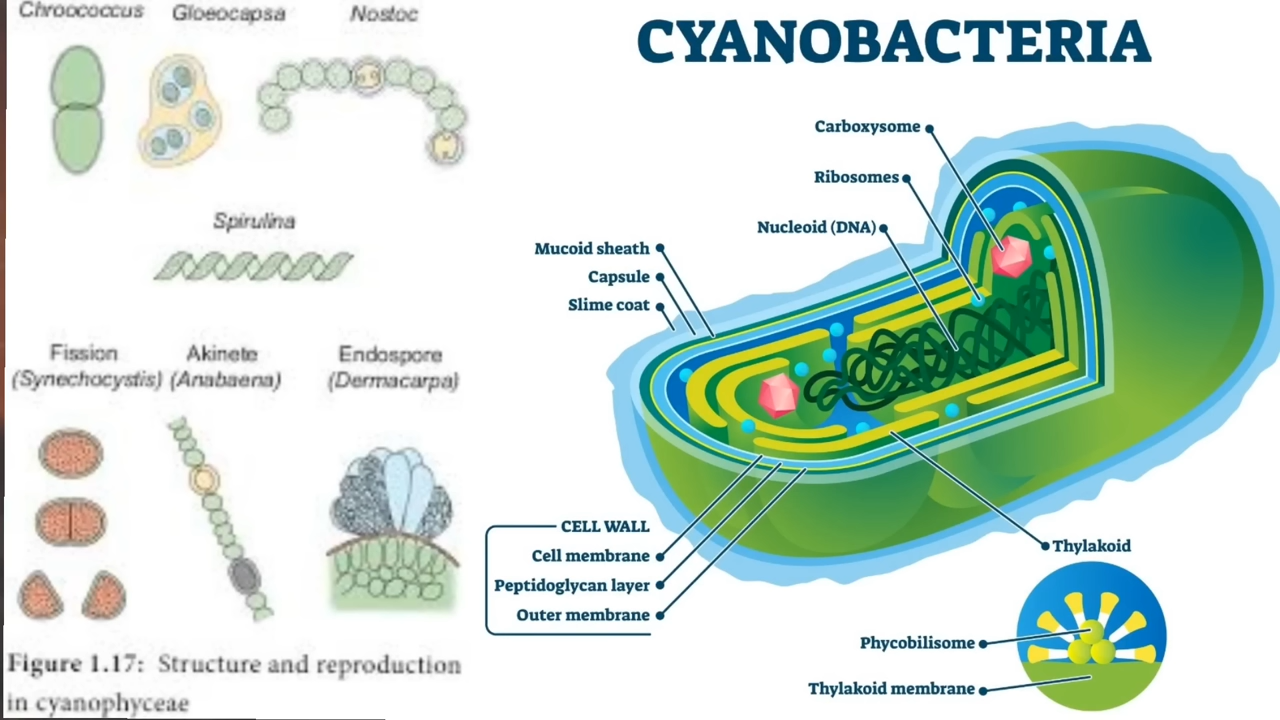 Chroococcus
Gloeocapsa
Nostoc
Spirulina
Fission
(Synechocystis)
Akinete
(Anabaena)
Endospore
(Dermacarpa)
Figure 1.17: Structure and reproduction
in cyanophyceae
CYANOBACTERIA
Carboxysome
Ribosomes
Nucleoid (DNA)
Mucoid sheath
Capsule
Slime coat
CELL WALL
Cell membrane
Peptidoglycan layer
Outer membrane
Thylakoid
Phycobilisome
Thylakoid membrane